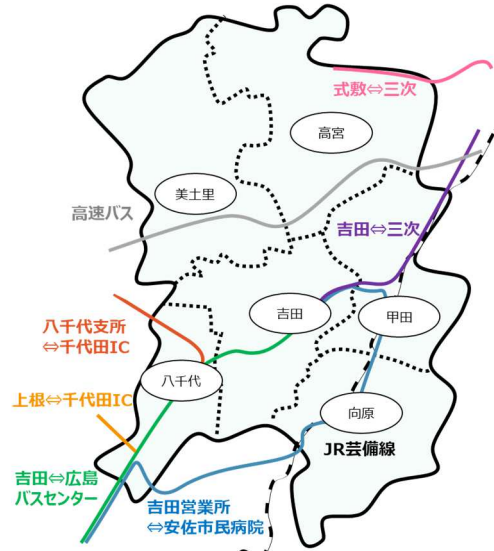 式敷⇔三次
高宮
美土里
高速バス
吉田⇔三次
吉田
甲田
八千代支所
⇔千代田IC
八千代
上根⇔千代田IC
向原
JR芸備線
吉田⇔広島
バスセンター
吉田営業所
⇔安佐市民病院